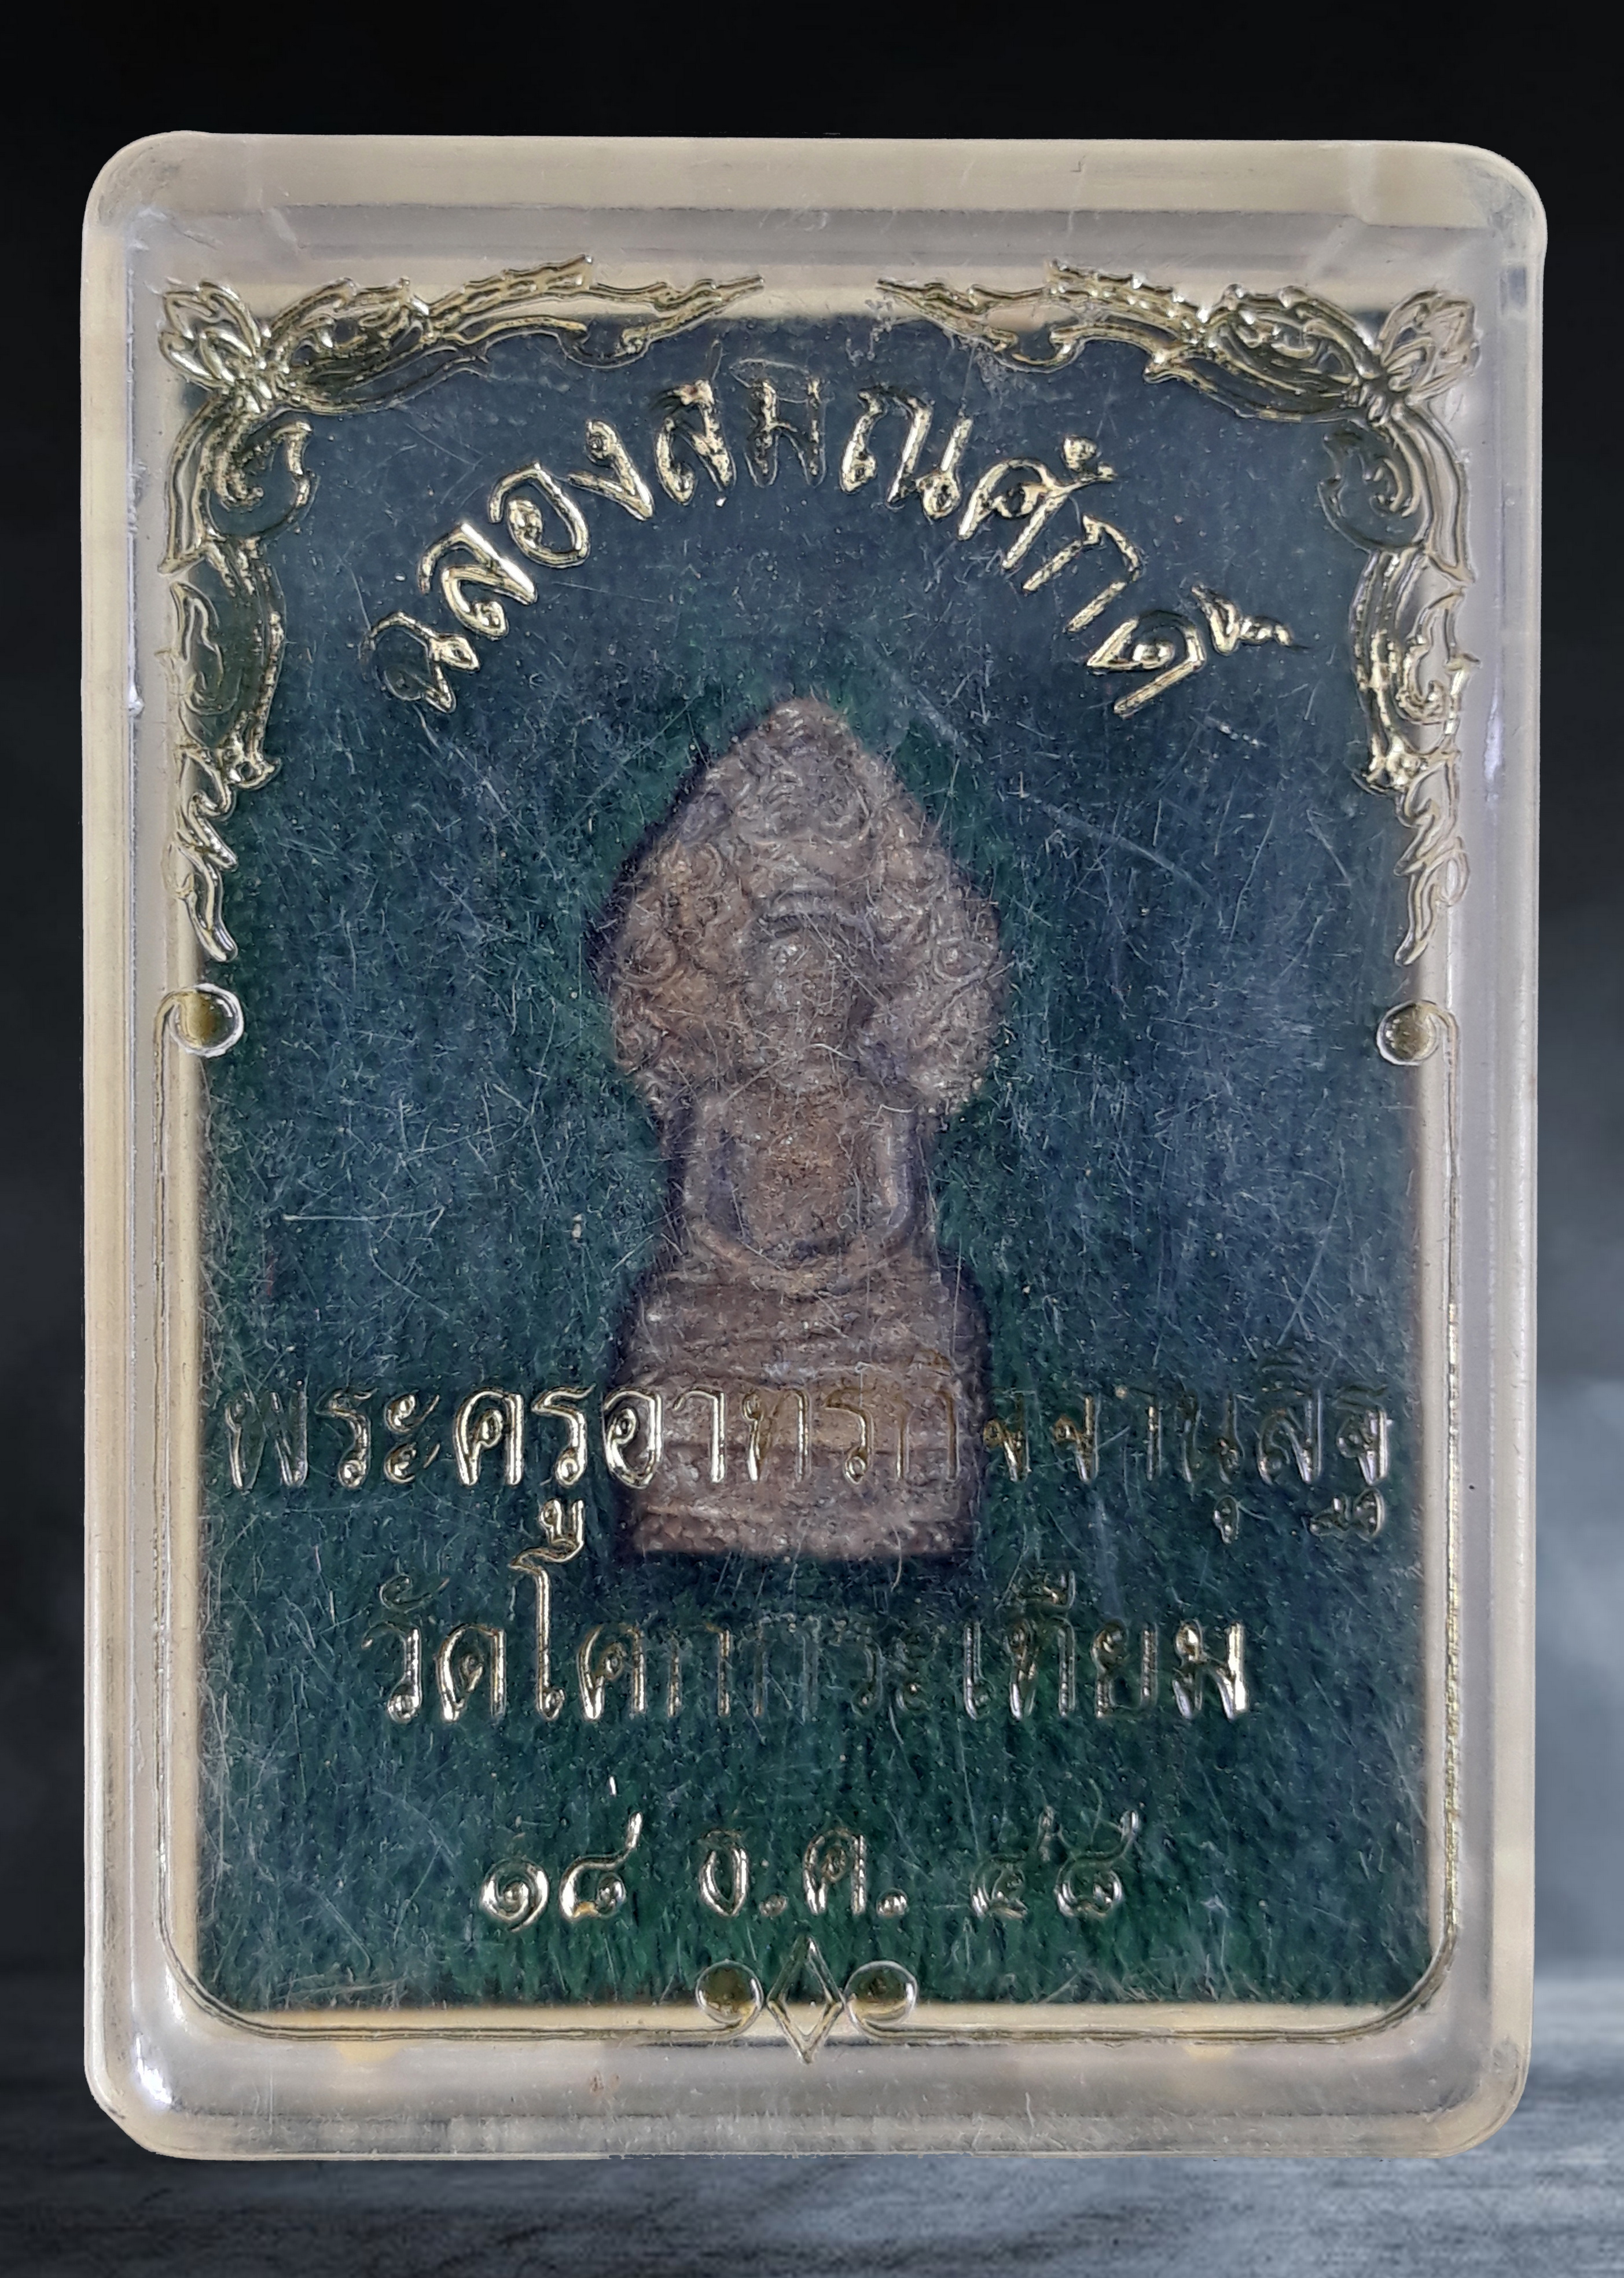 ฉลองสมณศักดิ์
พระครูอาทรกิจจานุสิฐ
วัดโคกกระเทียม
๑๘ ธ.ค. ๕๘